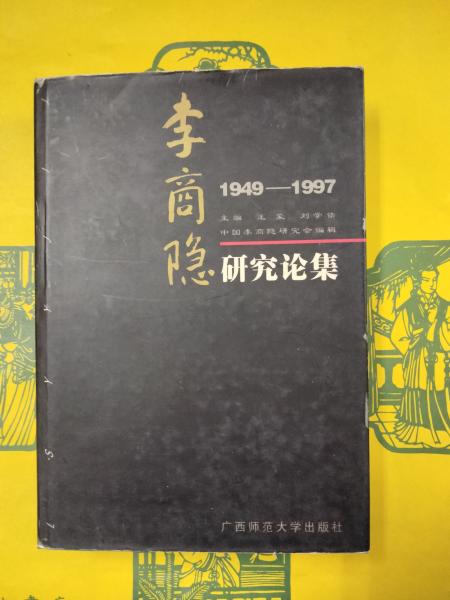 李商隐
1949—1997
主编 王蒙 刘学锴
中国李商隐研究会编辑
研究论集
广西师范大学出版社